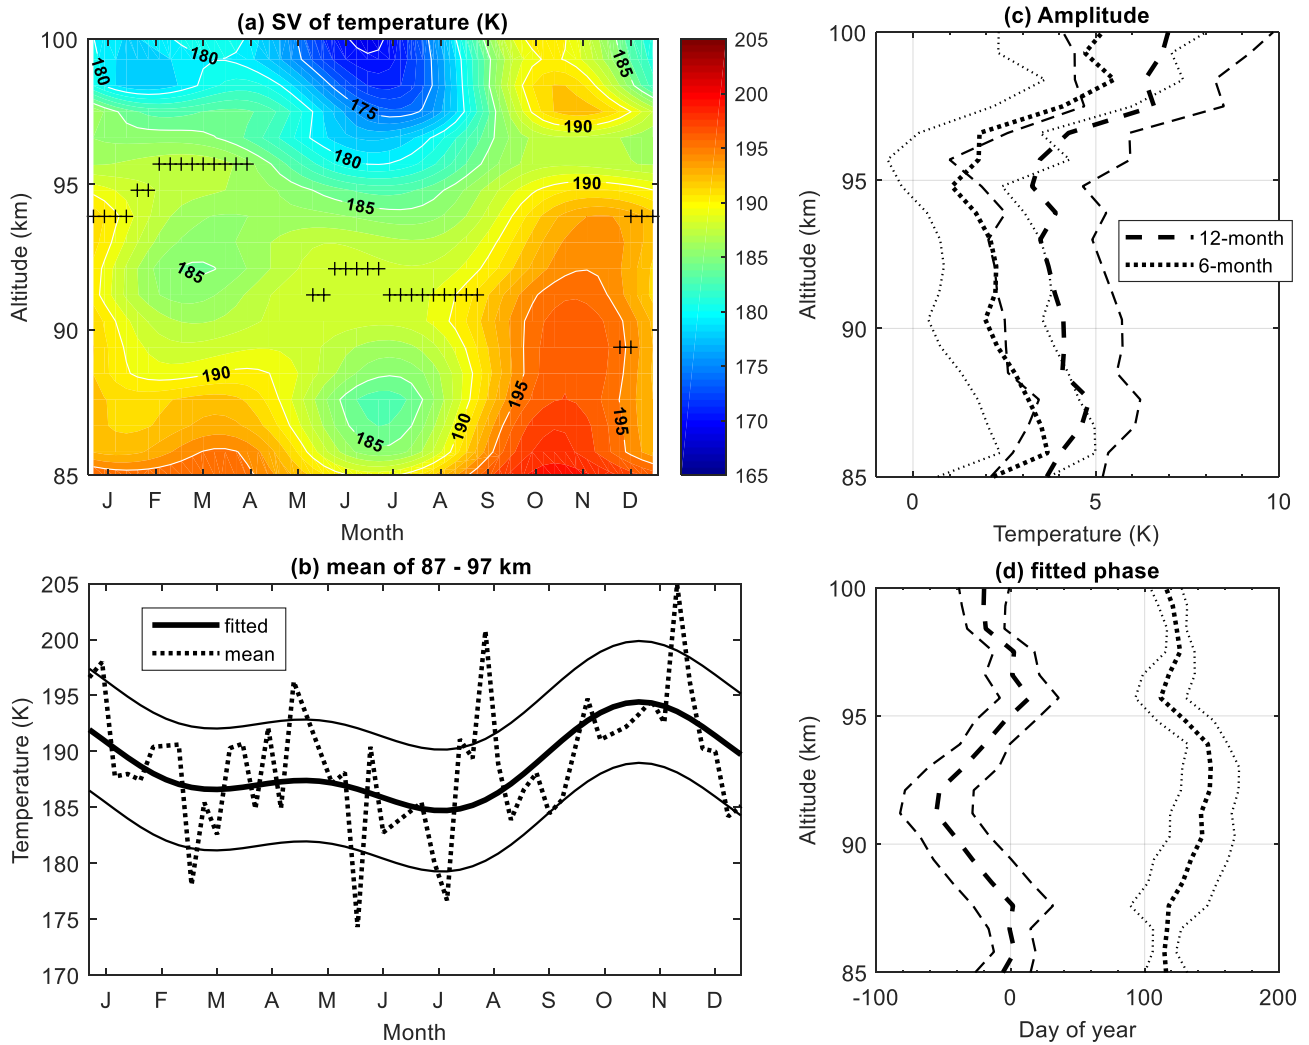 (a) SV of temperature (K)
100
95
90
85
Altitude (km)
180
180
175
180
185
185
190
190
185
190
190
195
195
185
J F M A M J J A S O N D
Month
205
200
195
190
185
180
175
170
165
(c) Amplitude
100
95
90
85
Altitude (km)
12-month
6-month
0 5 10
Temperature (K)
(b) mean of 87 - 97 km
205
200
195
190
185
180
175
170
Temperature (K)
fitted
mean
J F M A M J J A S O N D
Month
(d) fitted phase
100
95
90
85
Altitude (km)
-100 0 100 200
Day of year